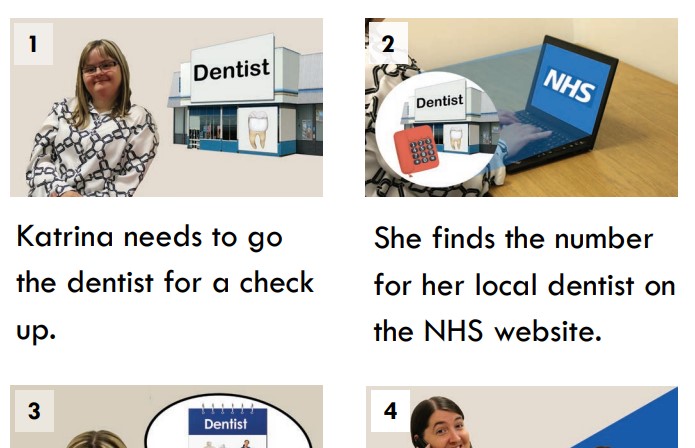 1
Dentist
Katrina needs to go
the dentist for a check
up.
2
NHS
Dentist
She finds the number
for her local dentist on
the NHS website.
3
Dentist
4